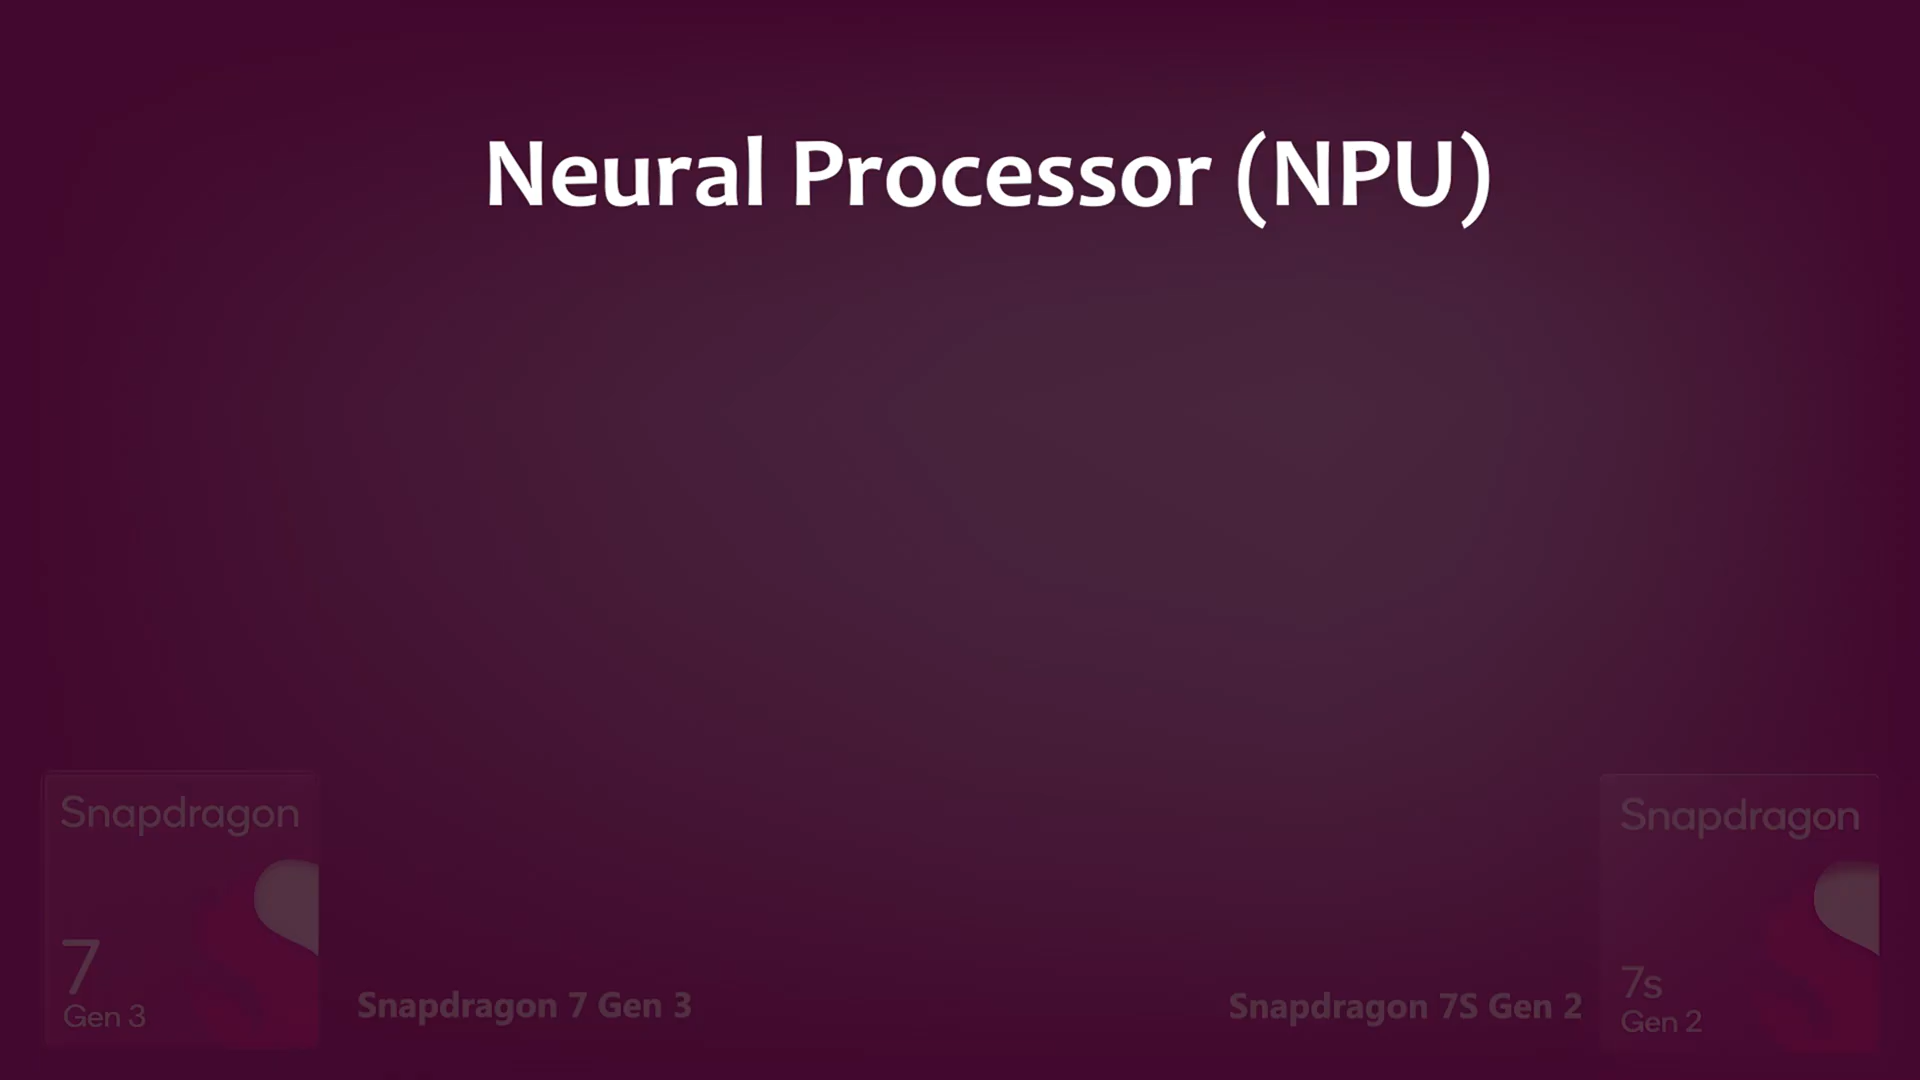 Neural Processor (NPU)
Snapdragon
7
Gen 3
Snapdragon 7 Gen 3
Snapdragon 7S Gen 2
Snapdragon
7s
Gen 2